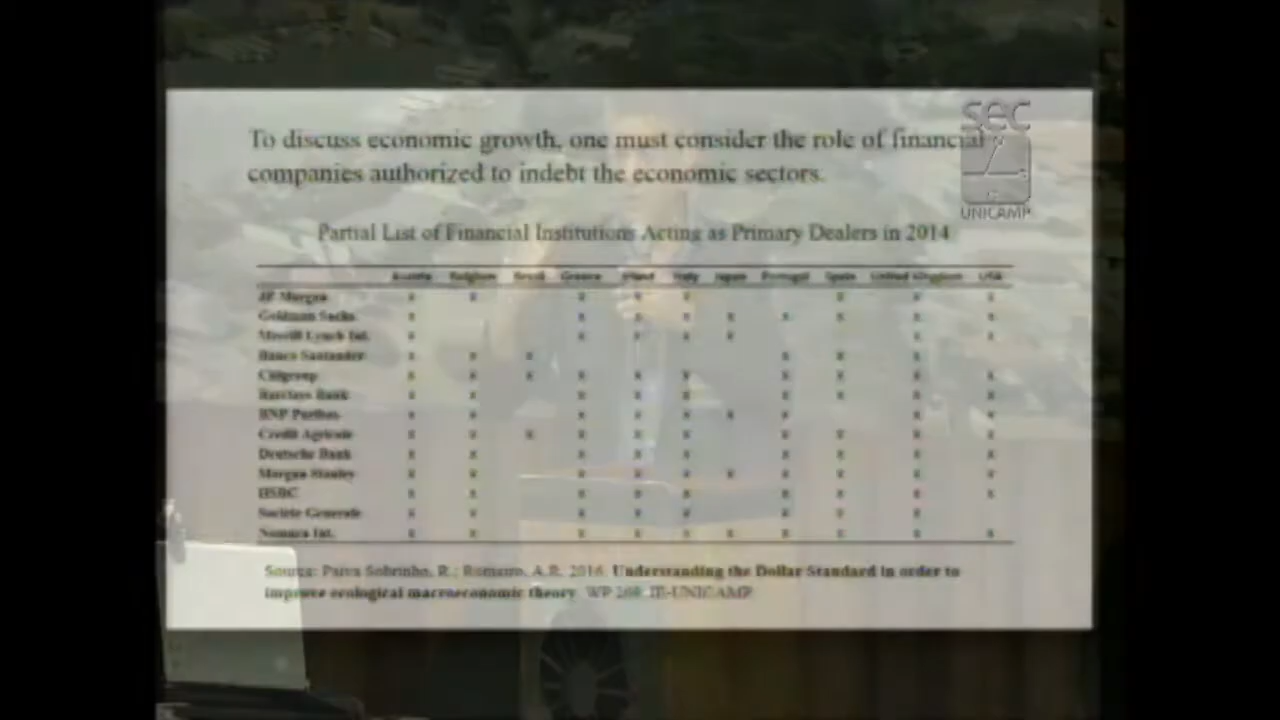 To discuss economic growth, one must consider the role of financial
companies authorized to indebt the economic sectors.
sec
UNICAMP
Partial List of Financial Institutions Acting as Primary Dealers in 2014
Austria Belgium Brazil Greece Ireland Italy Japan Portugal Spain United Kingdom USA
JP Morgan x x x x x x x x
Goldman Sachs x x x x x x x x x
Merrill Lynch Int. x x x x x x
Banco Santander x x x x x x
Citigroup x x x x x x x x x
Barclays Bank x x x x x x x x x
BNP Paribas x x x x x x x x x
Credit Agricole x x x x x x x x x x
Deutsche Bank x x x x x x x x x
Morgan Stanley x x x x x x x x x x
HSBC x x x x x x x x x
Societe Generale x x x x x x x x
Nomura Int. x x x x x x x x x x
Source: Paiva Sobrinho, R.; Romeiro, A.R. 2016. Understanding the Dollar Standard in order to
improve ecological macroeconomic theory. WP 269. IE-UNICAMP